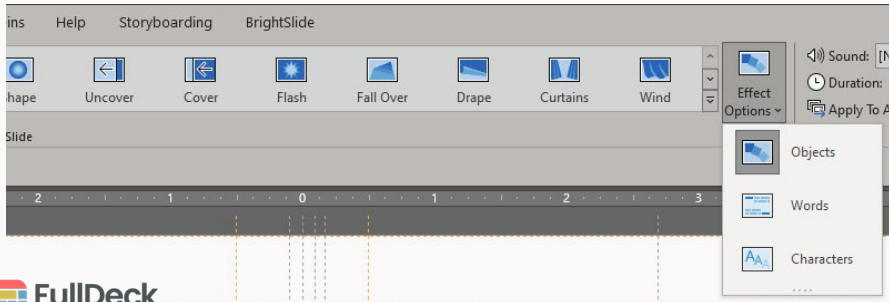 ins Help Storyboarding BrightSlide
hape Uncover Cover Flash Fall Over Drape Curtains Wind
Effect
Options
Sound: [N
Duration:
Apply To A
Slide
Objects
2 1 0 1 2 3
Words
Characters
FullDeck